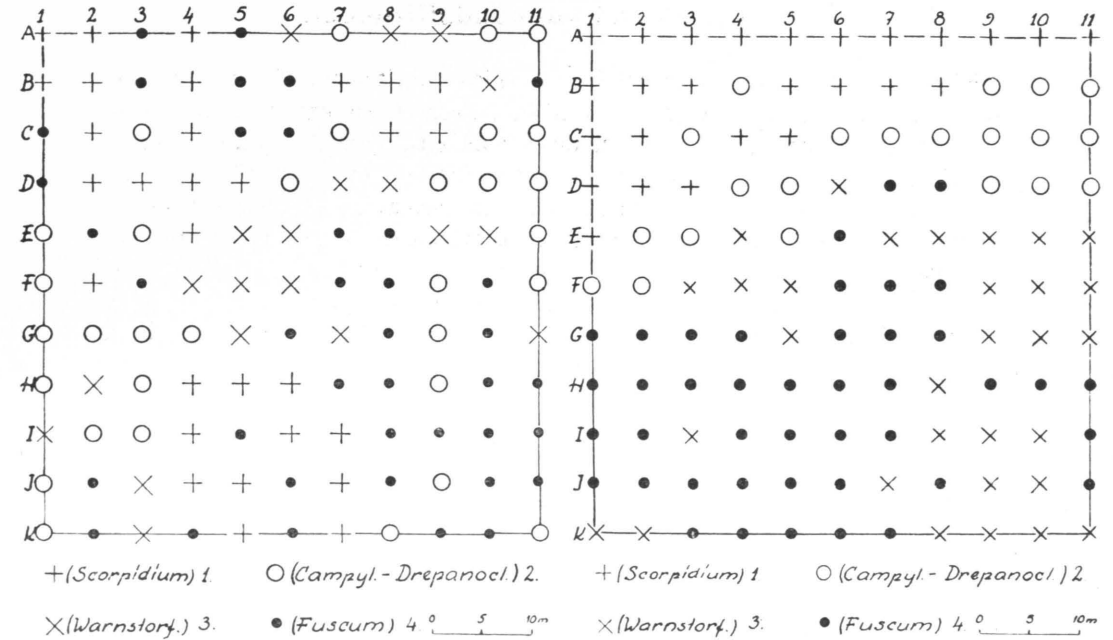 1 2 3 4 5 6 7 8 9 10 11
A
B
C
D
E
F
G
H
I
J
K
+(Scorpidium) 1.
O(Campyl.-Drepanocl.) 2.
X(Warnstorf.) 3.
●(Fuscum) 4.
0 5 10m
1 2 3 4 5 6 7 8 9 10 11
A
B
C
D
E
F
G
H
I
J
K
+(Scorpidium) 1
O(Campyl.-Drepanocl.) 2
X(Warnstorf.) 3.
●(Fuscum) 4
0 5 10m